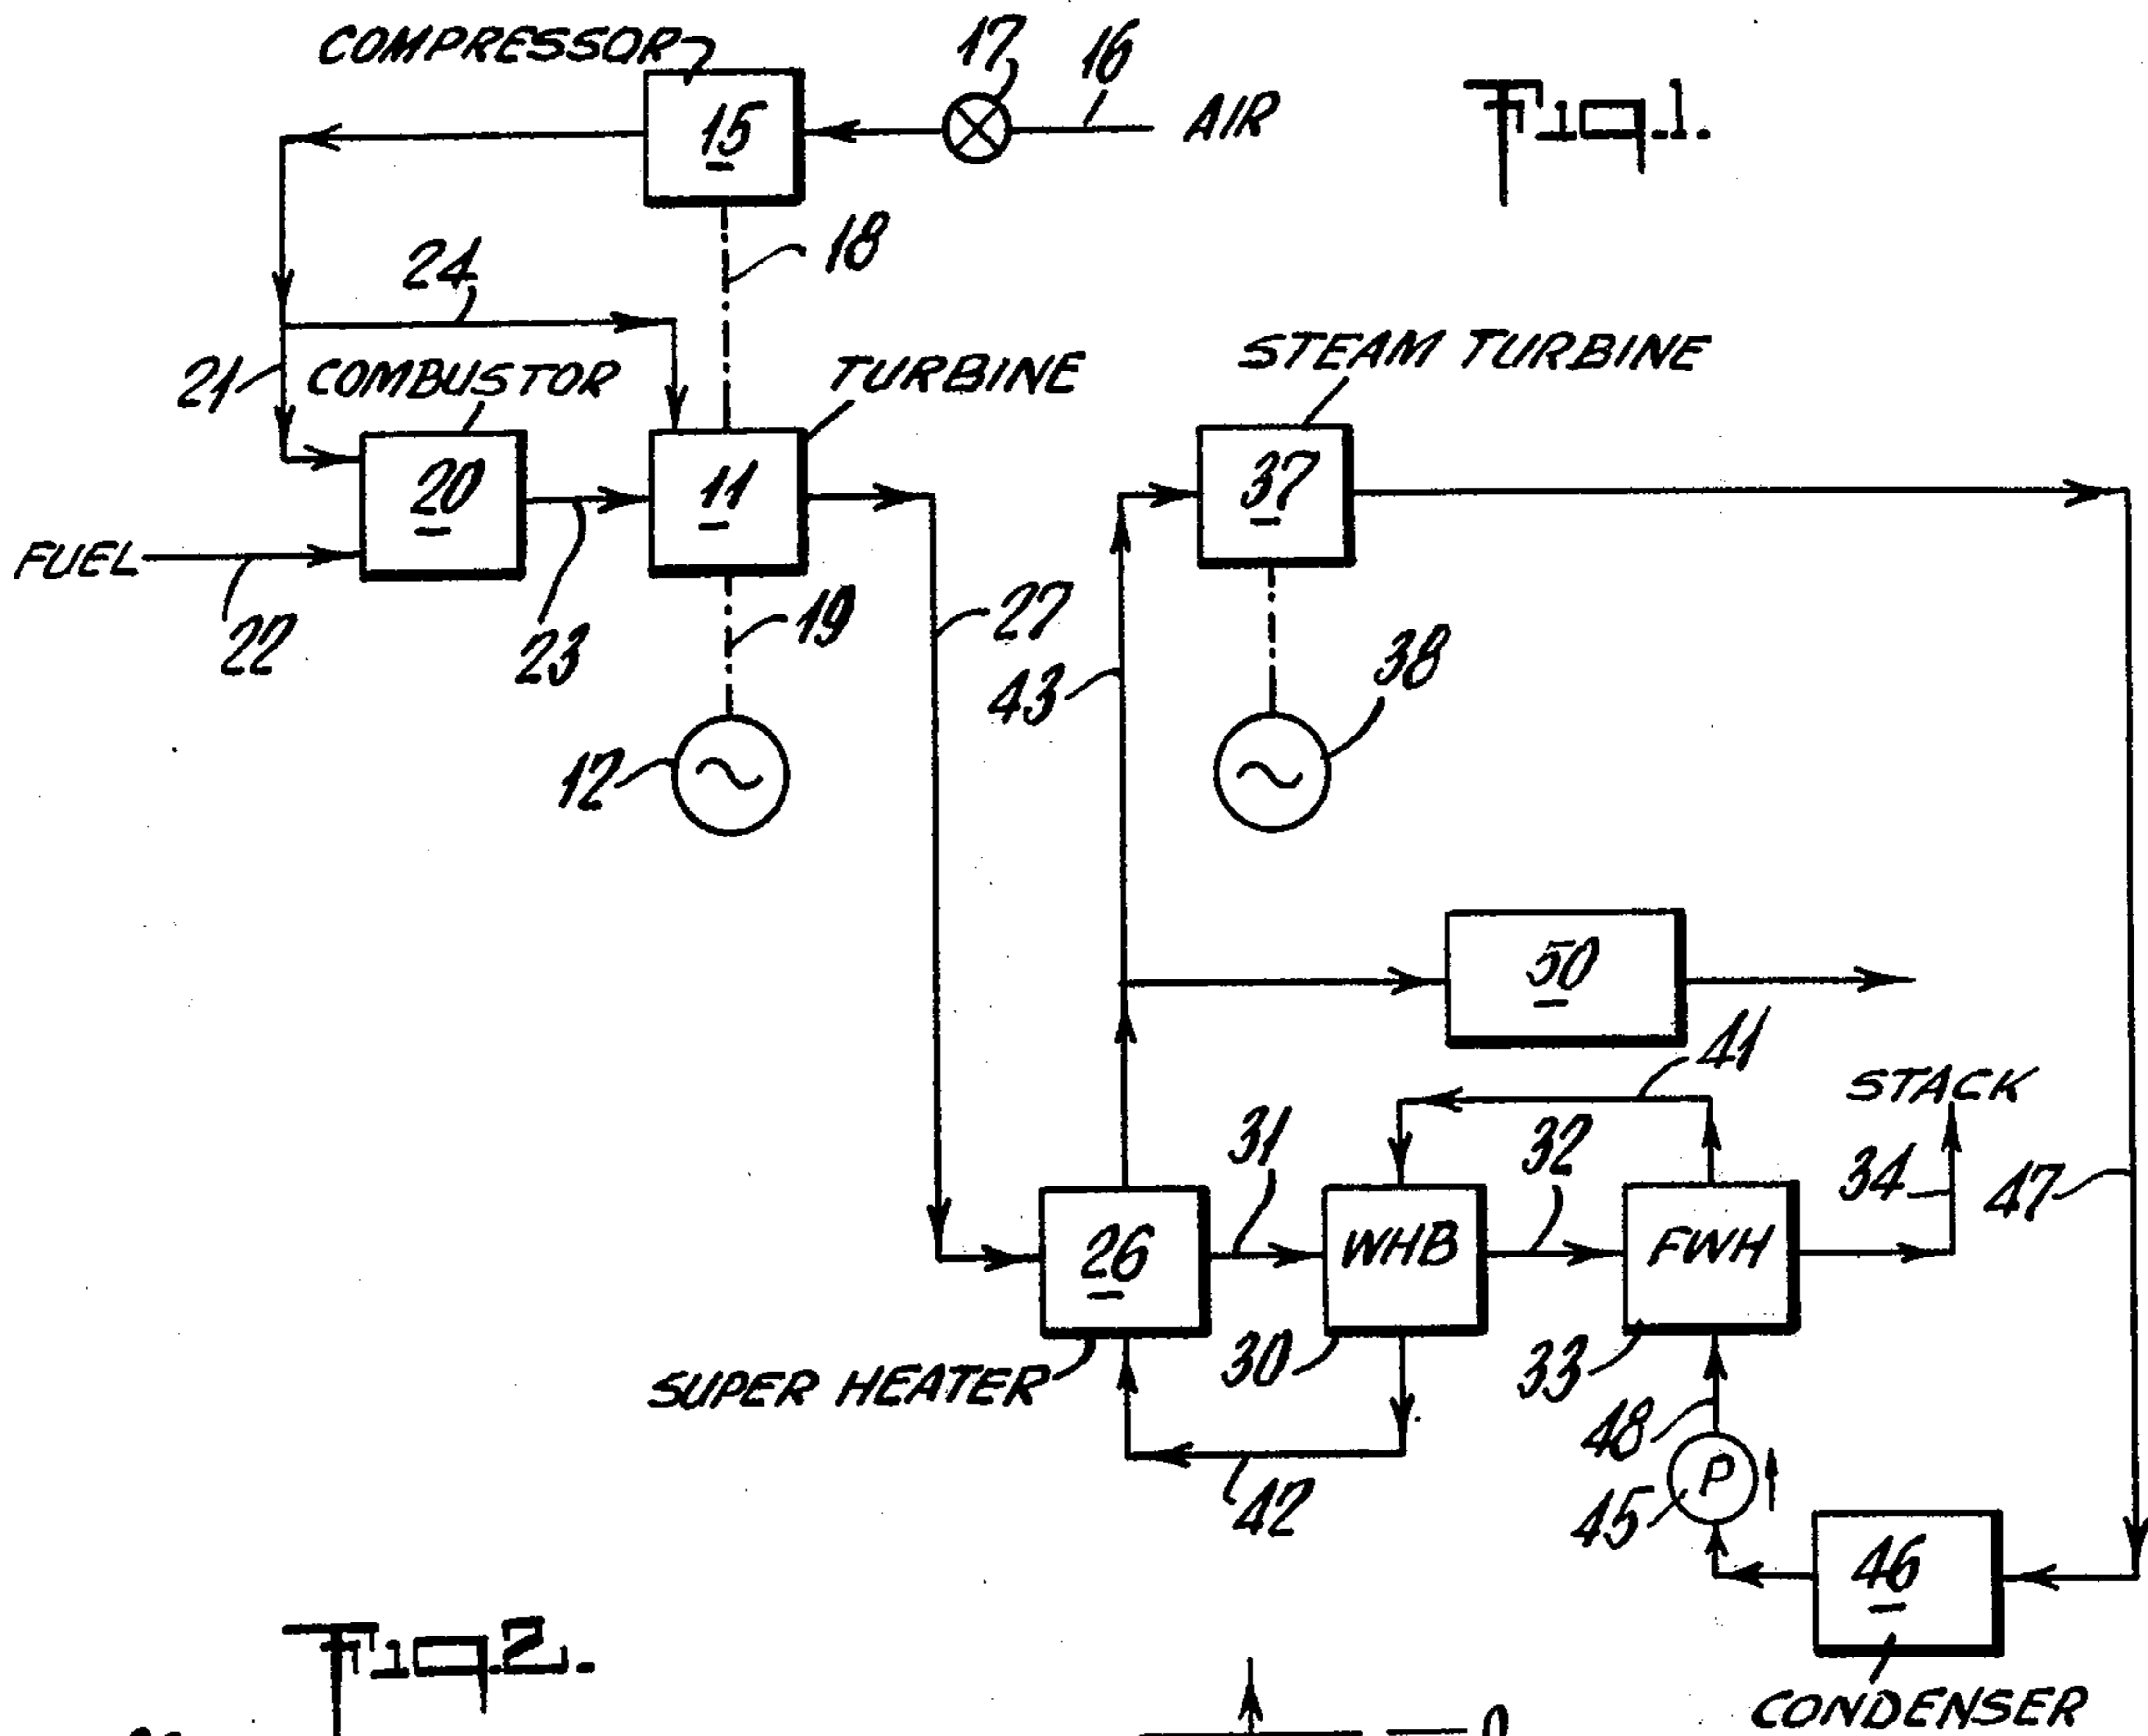 COMPRESSOR
17
16
AIR
Fig.1.
15
18
24
21
COMBUSTOR
TURBINE
STEAM TURBINE
20
11
37
FUEL
22
23
19
27
43
38
12
50
41
STACK
31
32
34
47
26
WHB
FWH
SUPER HEATER
30
33
48
42
45
P
46
Fig.2.
CONDENSER